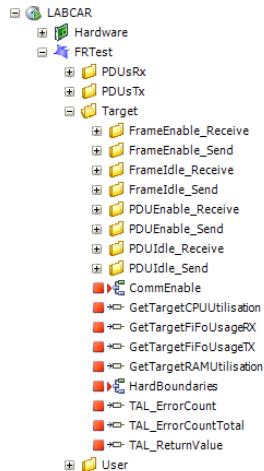 LABCAR
Hardware
FRTest
PDUsRx
PDUsTx
Target
FrameEnable_Receive
FrameEnable_Send
FrameIdle_Receive
FrameIdle_Send
PDUEnable_Receive
PDUEnable_Send
PDUIdle_Receive
PDUIdle_Send
CommEnable
GetTargetCPUUtilisation
GetTargetFiFoUsageRX
GetTargetFiFoUsageTX
GetTargetRAMUtilisation
HardBoundaries
TAL_ErrorCount
TAL_ErrorCountTotal
TAL_ReturnValue
User